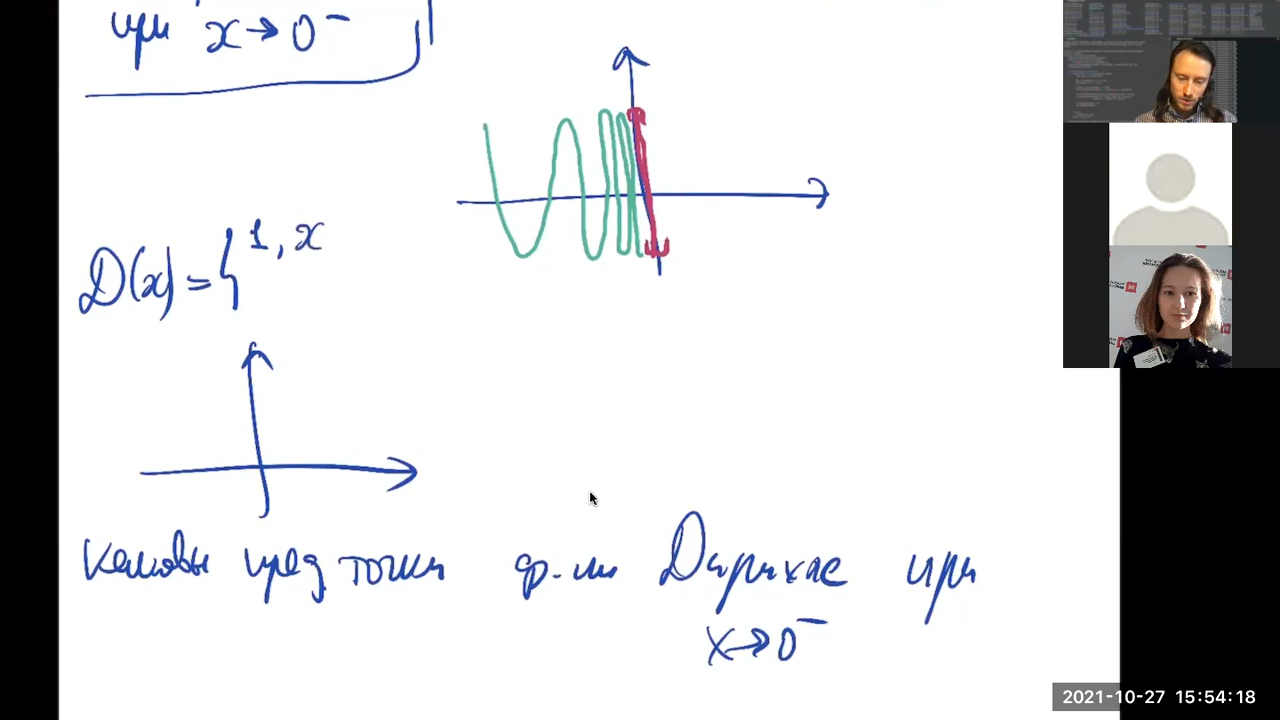 при x → 0⁻
D(x) = { 1, x
каковы пред точки ф-ии Дирихле при
x → 0⁻
2021-10-27 15:54:18